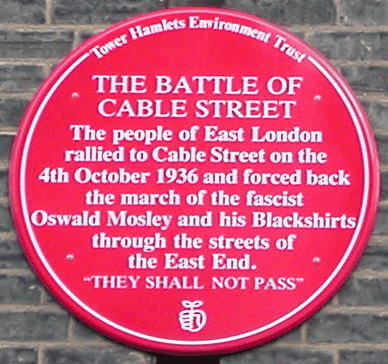 Tower Hamlets Environment Trust
THE BATTLE OF
CABLE STREET
The people of East London
rallied to Cable Street on the
4th October 1936 and forced back
the march of the fascist
Oswald Mosley and his Blackshirts
through the streets of
the East End.
"THEY SHALL NOT PASS"